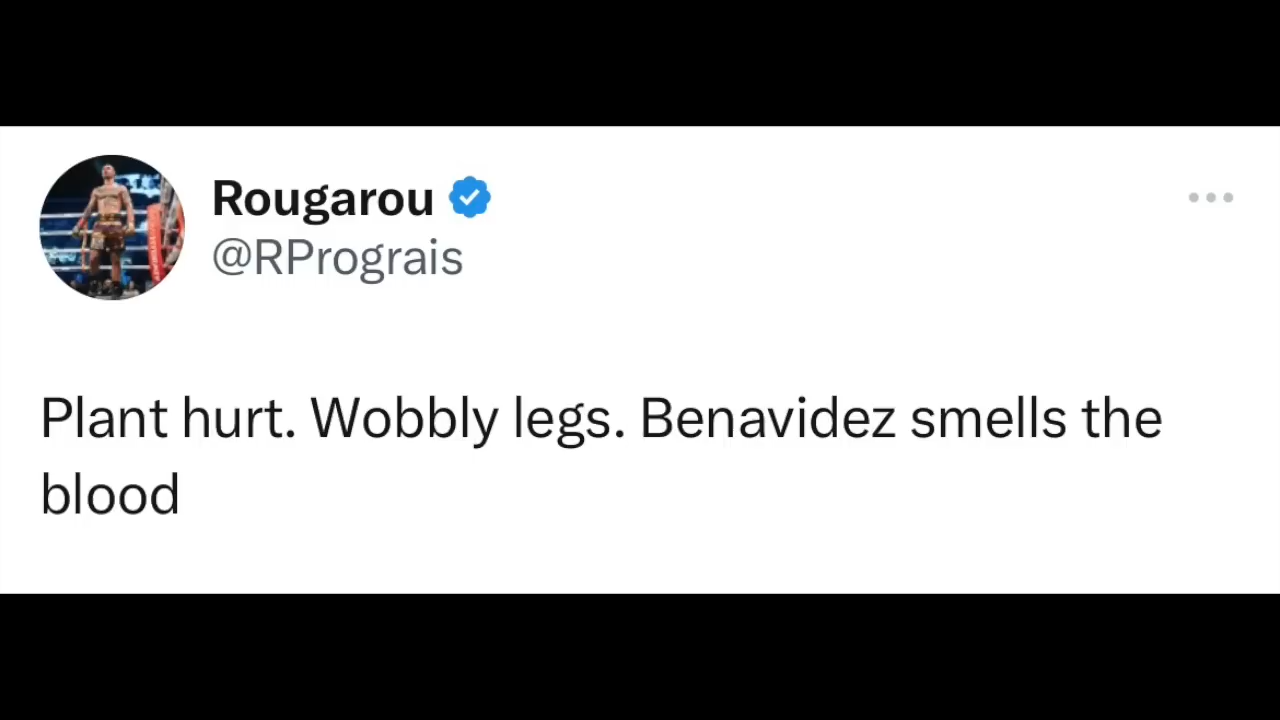 Rougarou
@RPrograis
Plant hurt. Wobbly legs. Benavidez smells the
blood